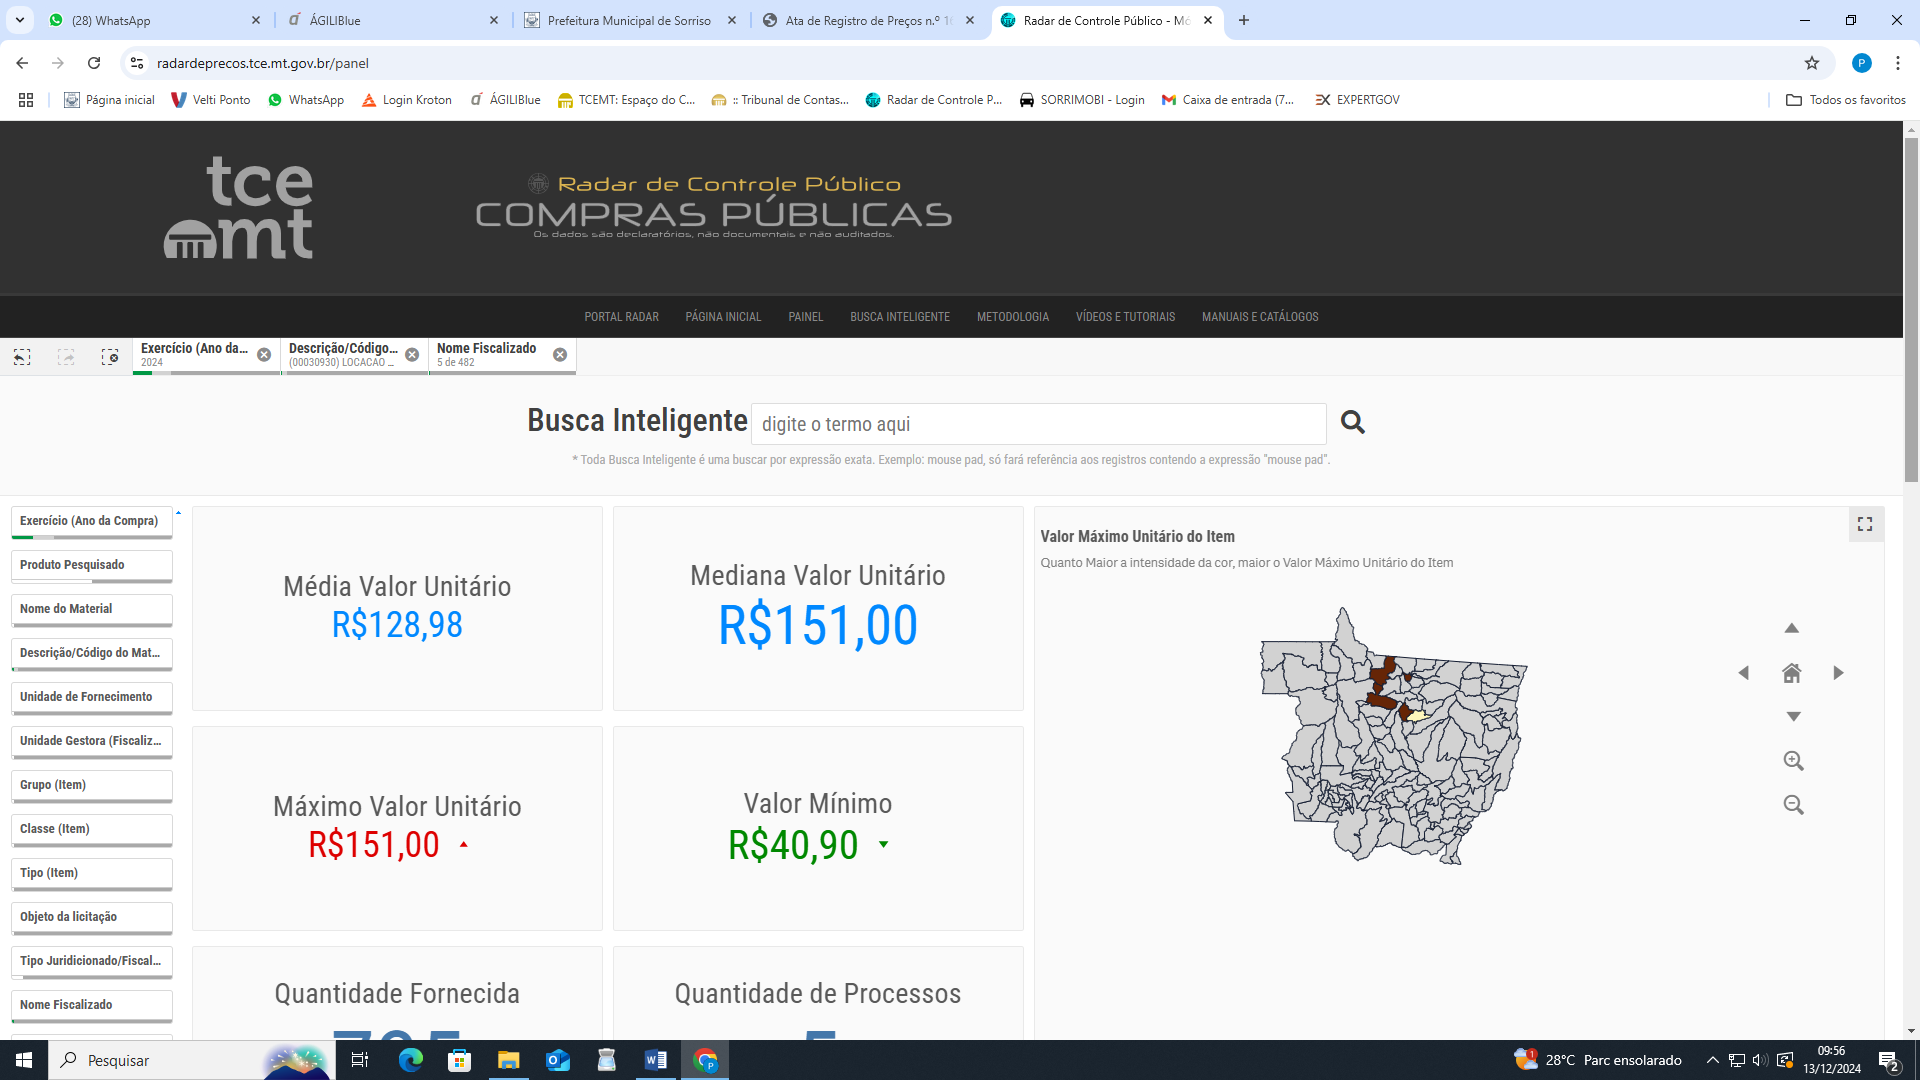 (28) WhatsApp
ÁGILIBlue
Prefeitura Municipal de Sorriso
Ata de Registro de Preços n.º 1
Radar de Controle Público - Mó
radardeprecos.tce.mt.gov.br/panel
P
Página inicial
Velti Ponto
WhatsApp
Login Kroton
ÁGILIBlue
TCEMT: Espaço do C...
:: Tribunal de Contas...
Radar de Controle P...
SORRIMOBI - Login
Caixa de entrada (7...
EXPERTGOV
Todos os favoritos
tce
mt
Radar de Controle Público
COMPRAS PÚBLICAS
Os dados são declaratórios, não documentais e não auditados.
PORTAL RADAR
PÁGINA INICIAL
PAINEL
BUSCA INTELIGENTE
METODOLOGIA
VÍDEOS E TUTORIAIS
MANUAIS E CATÁLOGOS
Exercício (Ano da...
2024
Descrição/Código...
(00030930) LOCACAO ...
Nome Fiscalizado
5 de 482
Busca Inteligente
digite o termo aqui
* Toda Busca Inteligente é uma buscar por expressão exata. Exemplo: mouse pad, só fará referência aos registros contendo a expressão "mouse pad".
Exercício (Ano da Compra)
Produto Pesquisado
Nome do Material
Descrição/Código do Mat...
Unidade de Fornecimento
Unidade Gestora (Fiscaliz...
Grupo (Item)
Classe (Item)
Tipo (Item)
Objeto da licitação
Tipo Juridicionado/Fiscal...
Nome Fiscalizado
Média Valor Unitário
R$128,98
Mediana Valor Unitário
R$151,00
Máximo Valor Unitário
R$151,00
Valor Mínimo
R$40,90
Quantidade Fornecida
Quantidade de Processos
Valor Máximo Unitário do Item
Quanto Maior a intensidade da cor, maior o Valor Máximo Unitário do Item
Pesquisar
28°C Parc ensolarado
09:56
13/12/2024
2